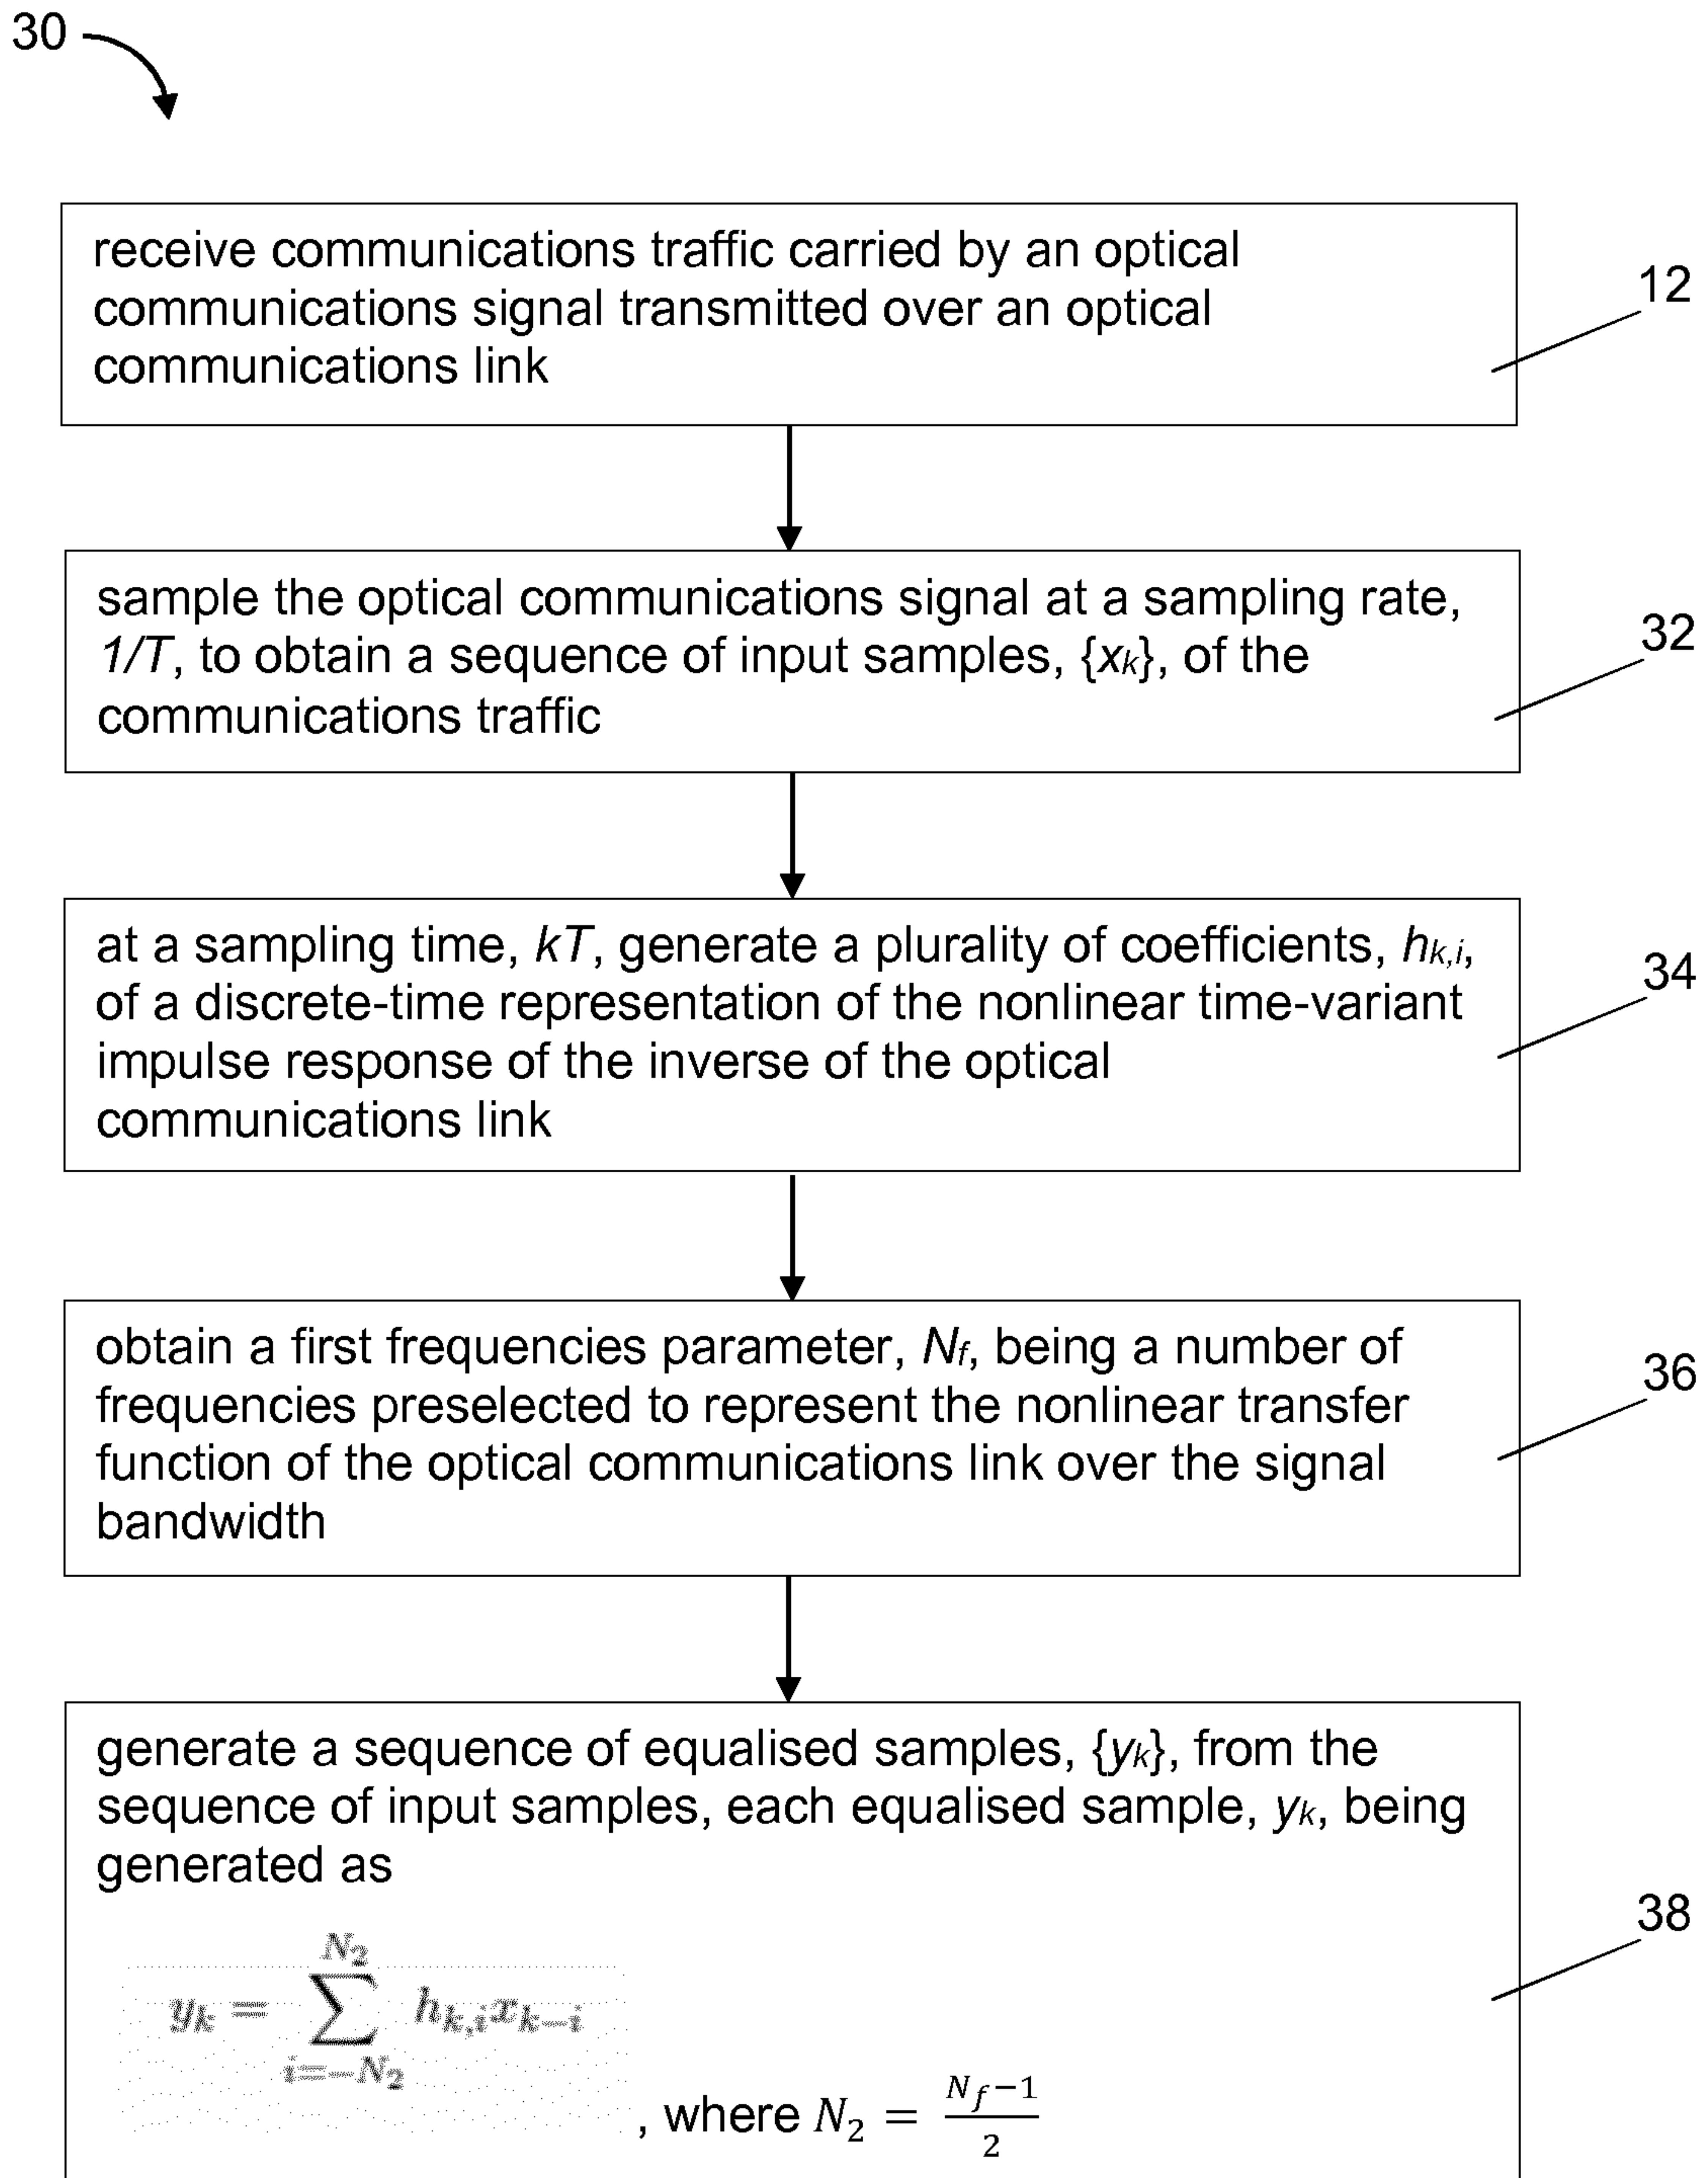 30
receive communications traffic carried by an optical
communications signal transmitted over an optical
communications link
12
sample the optical communications signal at a sampling rate,
1/T, to obtain a sequence of input samples, {xₖ}, of the
communications traffic
32
at a sampling time, kT, generate a plurality of coefficients, hₖ,ᵢ,
of a discrete-time representation of the nonlinear time-variant
impulse response of the inverse of the optical
communications link
34
obtain a first frequencies parameter, N_f, being a number of
frequencies preselected to represent the nonlinear transfer
function of the optical communications link over the signal
bandwidth
36
generate a sequence of equalised samples, {yₖ}, from the
sequence of input samples, each equalised sample, yₖ, being
generated as
38
yₖ = ∑_{i=−N₂}^{N₂} h_{k,i}x_{k−i}
, where N₂ = (N_f−1)/2